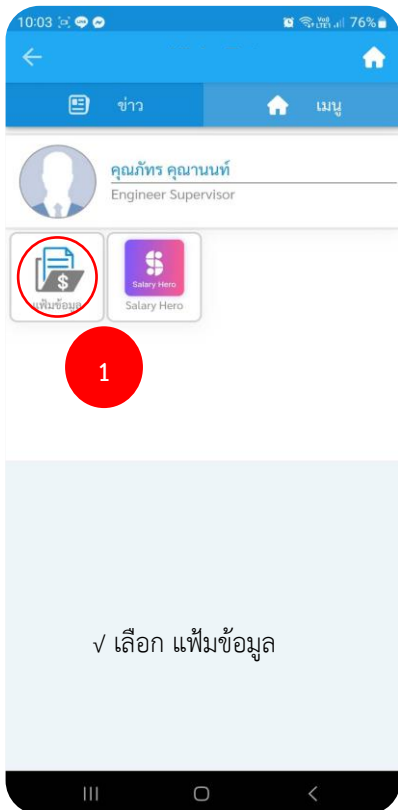 10:03
76%
ข่าว
เมนู
คุณภัทร คุณานนท์
Engineer Supervisor
$
แฟ้มข้อมูล
S
Salary Hero
Salary Hero
1
√ เลือก แฟ้มข้อมูล